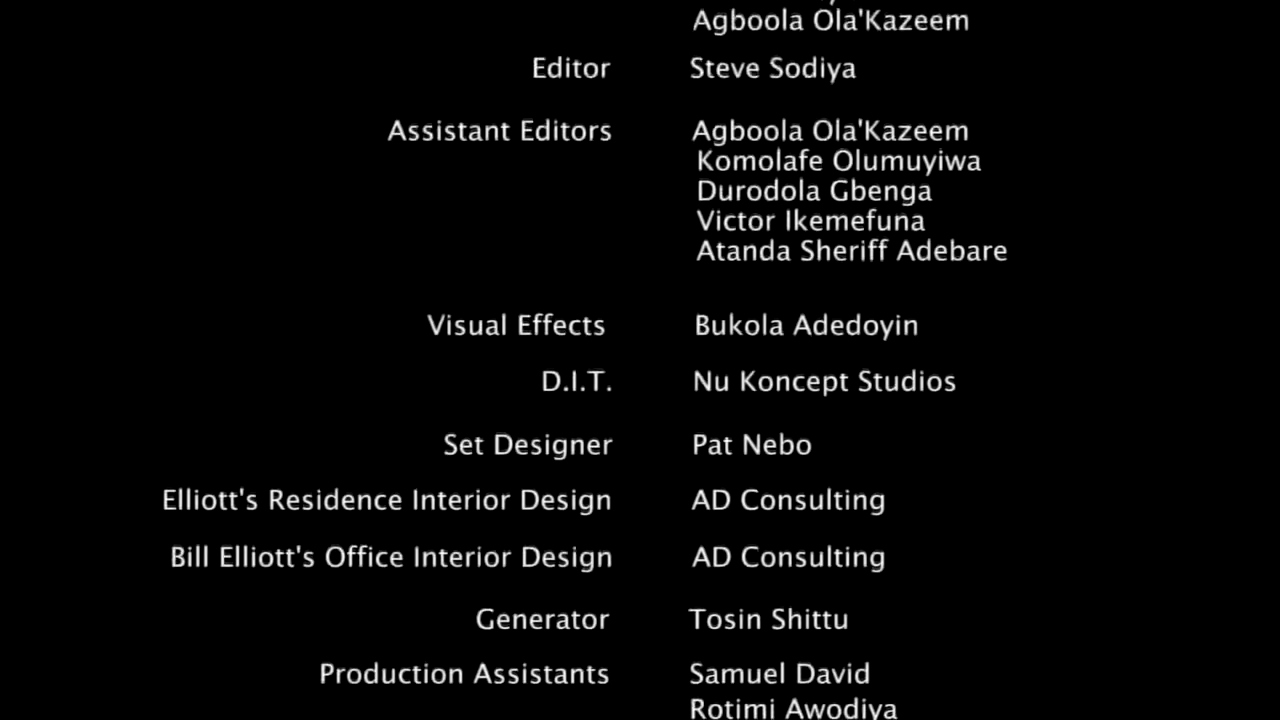 Agboola Ola'Kazeem
Editor Steve Sodiya
Assistant Editors Agboola Ola'Kazeem
Komolafe Olumuyiwa
Durodola Gbenga
Victor Ikemefuna
Atanda Sheriff Adebare
Visual Effects Bukola Adedoyin
D.I.T. Nu Koncept Studios
Set Designer Pat Nebo
Elliott's Residence Interior Design AD Consulting
Bill Elliott's Office Interior Design AD Consulting
Generator Tosin Shittu
Production Assistants Samuel David
Rotimi Awodiya